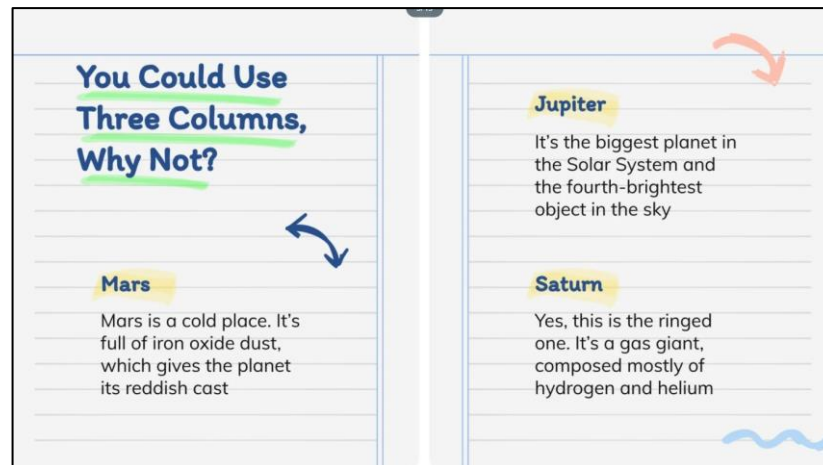 You Could Use
Three Columns,
Why Not?
Mars
Mars is a cold place. It’s
full of iron oxide dust,
which gives the planet
its reddish cast
Jupiter
It’s the biggest planet in
the Solar System and
the fourth-brightest
object in the sky
Saturn
Yes, this is the ringed
one. It’s a gas giant,
composed mostly of
hydrogen and helium